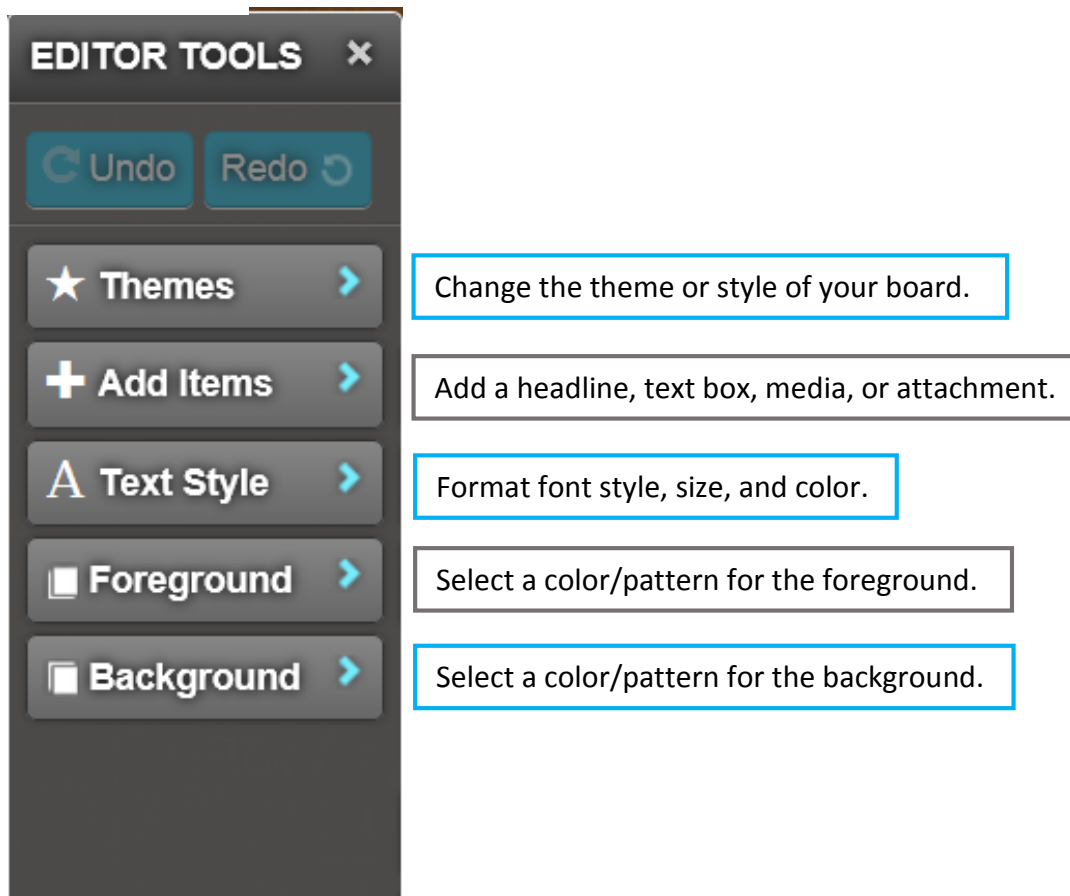 EDITOR TOOLS ×
Undo Redo
Themes
Change the theme or style of your board.
Add Items
Add a headline, text box, media, or attachment.
A Text Style
Format font style, size, and color.
Foreground
Select a color/pattern for the foreground.
Background
Select a color/pattern for the background.